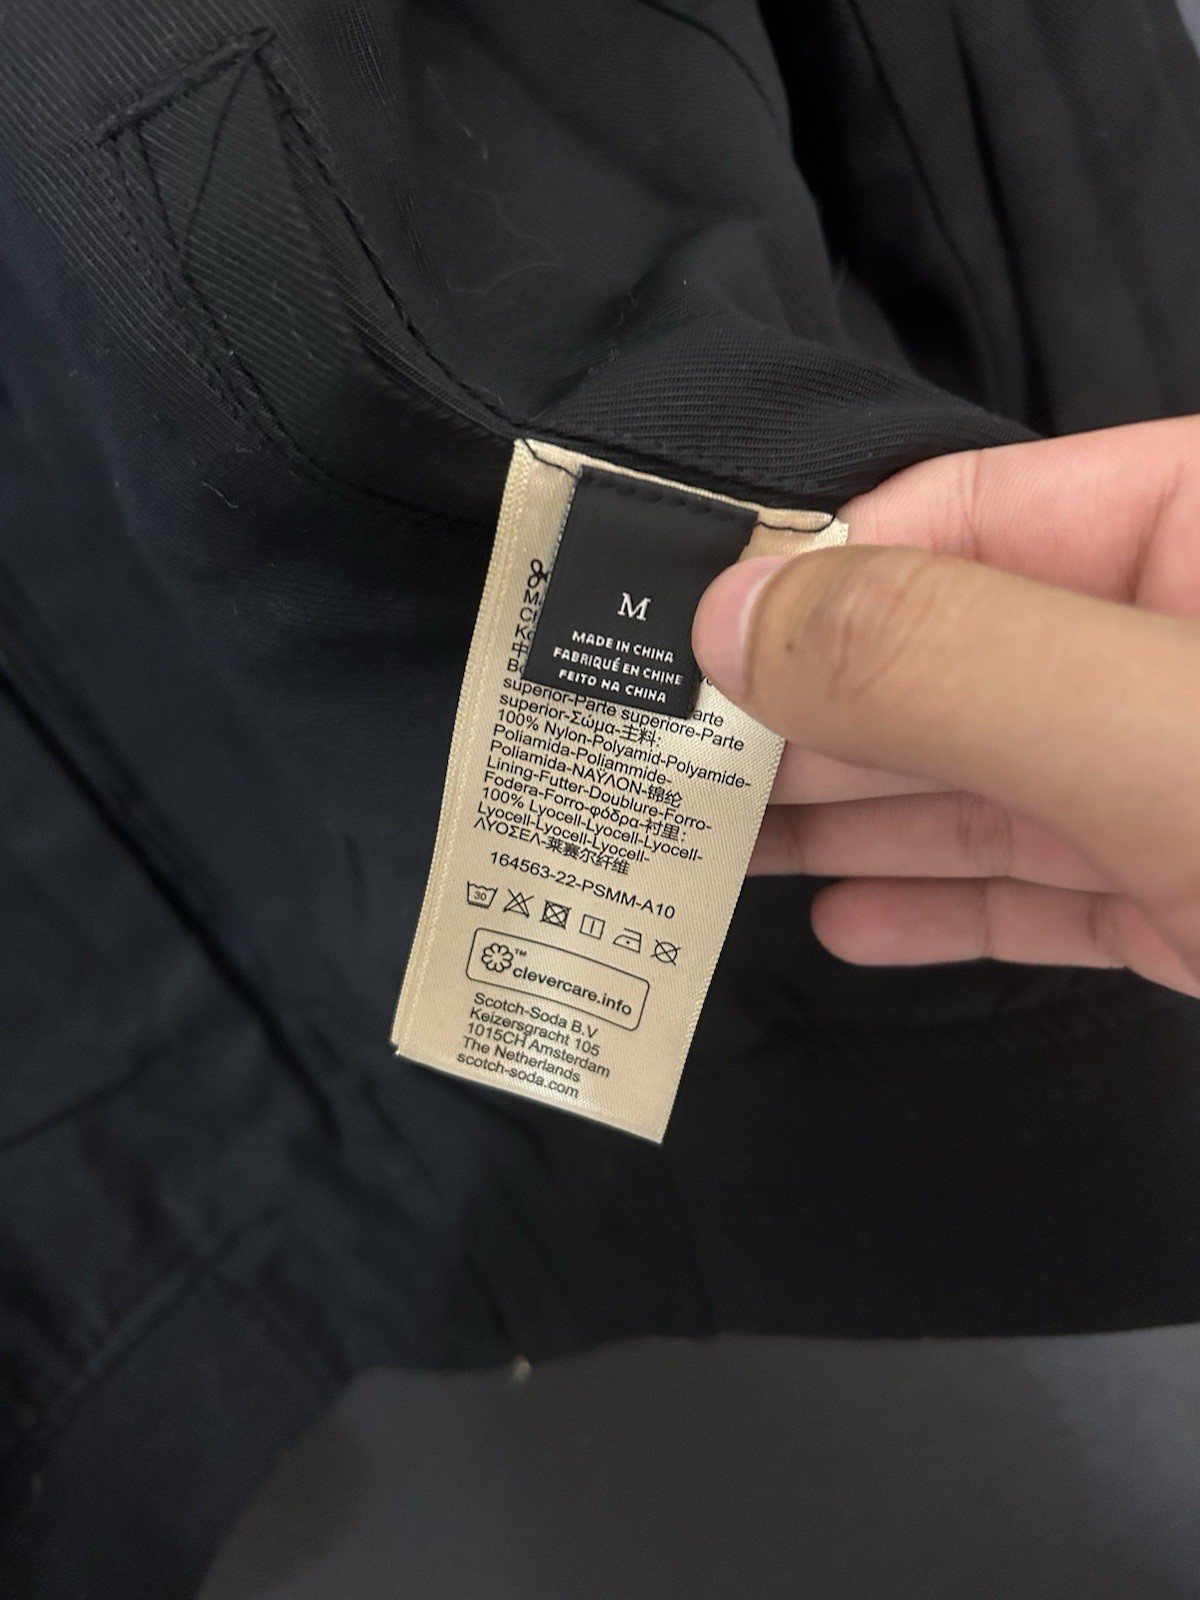 M
MADE IN CHINA
FABRIQUÉ EN CHINE
FEITO NA CHINA
arte
superior-Parte superiore-Parte
superior-Σώμα-主料:
100% Nylon-Polyamid-Polyamide-
Poliamida-Poliammide-
Poliamida-ΝΑΫΛΟΝ-锦纶
Lining-Futter-Doublure-Forro-
Fodera-Forro-φόδρα-衬里:
100% Lyocell-Lyocell-Lyocell-
Lyocell-Lyocell-Lyocell-
ΛΥΟΣΕΛ-莱赛尔纤维
164563-22-PSMM-A10
30
™
clevercare.info
Scotch-Soda B.V
Keizersgracht 105
1015CH Amsterdam
The Netherlands
scotch-soda.com